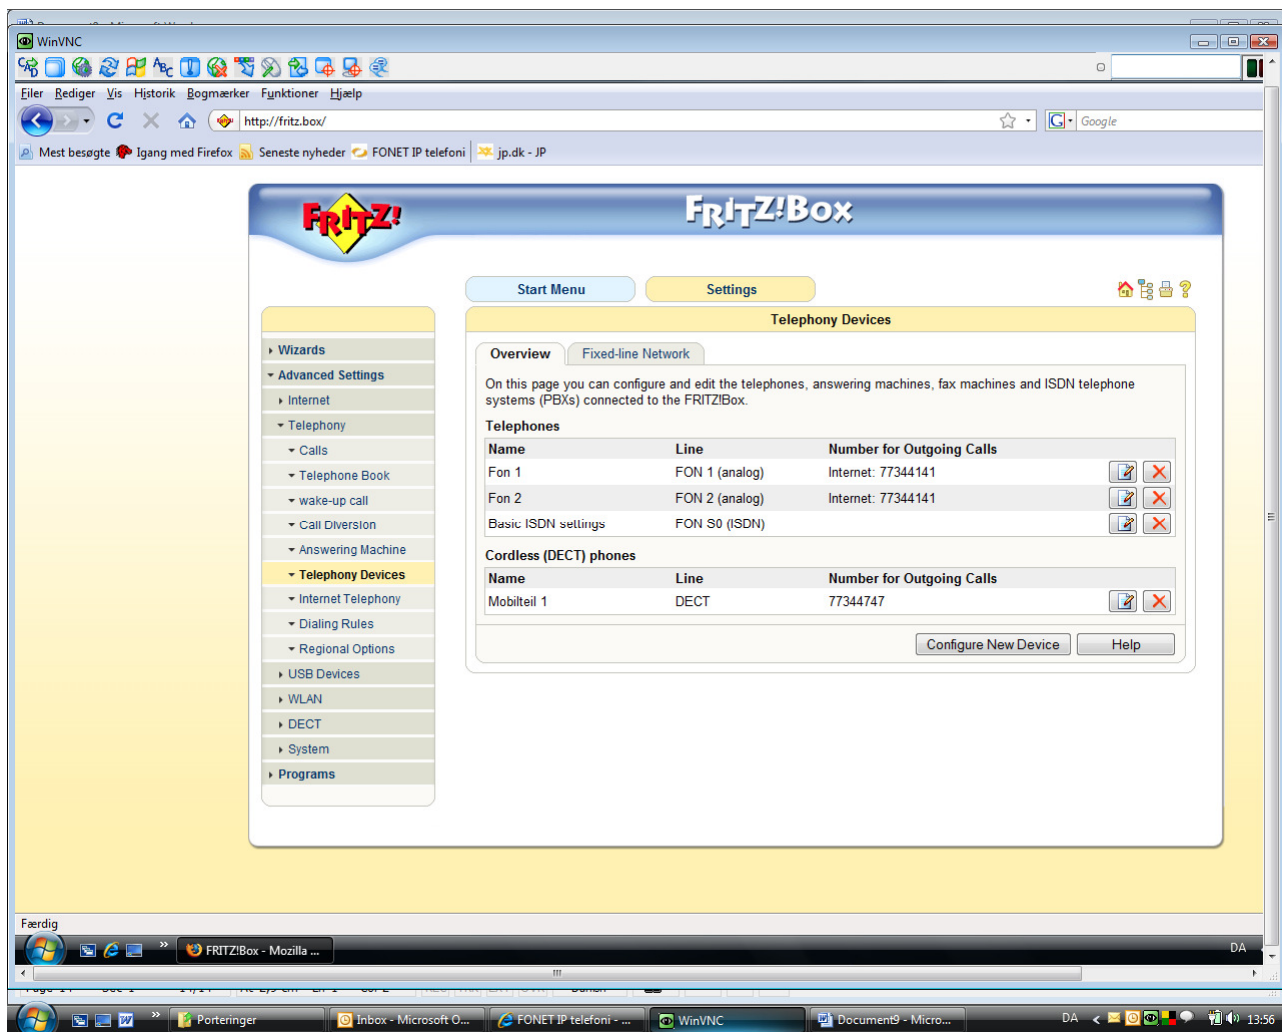 WinVNC
Filer Rediger Vis Historik Bogmærker Funktioner Hjælp
http://fritz.box/
Google
Mest besøgte Igang med Firefox Seneste nyheder FONET IP telefoni jp.dk - JP
FRITZ!
FRITZ!BOX
Start Menu Settings
Telephony Devices
Wizards
Advanced Settings
Internet
Telephony
Calls
Telephone Book
wake-up call
Call Diversion
Answering Machine
Telephony Devices
Internet Telephony
Dialing Rules
Regional Options
USB Devices
WLAN
DECT
System
Programs
Overview Fixed-line Network
On this page you can configure and edit the telephones, answering machines, fax machines and ISDN telephone
systems (PBXs) connected to the FRITZ!Box.
Telephones
Name Line Number for Outgoing Calls
Fon 1 FON 1 (analog) Internet: 77344141
Fon 2 FON 2 (analog) Internet: 77344141
Basic ISDN settings FON S0 (ISDN)
Cordless (DECT) phones
Name Line Number for Outgoing Calls
Mobilteil 1 DECT 77344747
Configure New Device Help
Færdig
FRITZ!Box - Mozilla ... DA
Porteringer Inbox - Microsoft O... FONET IP telefoni - ... WinVNC Document9 - Micro... DA 13:56